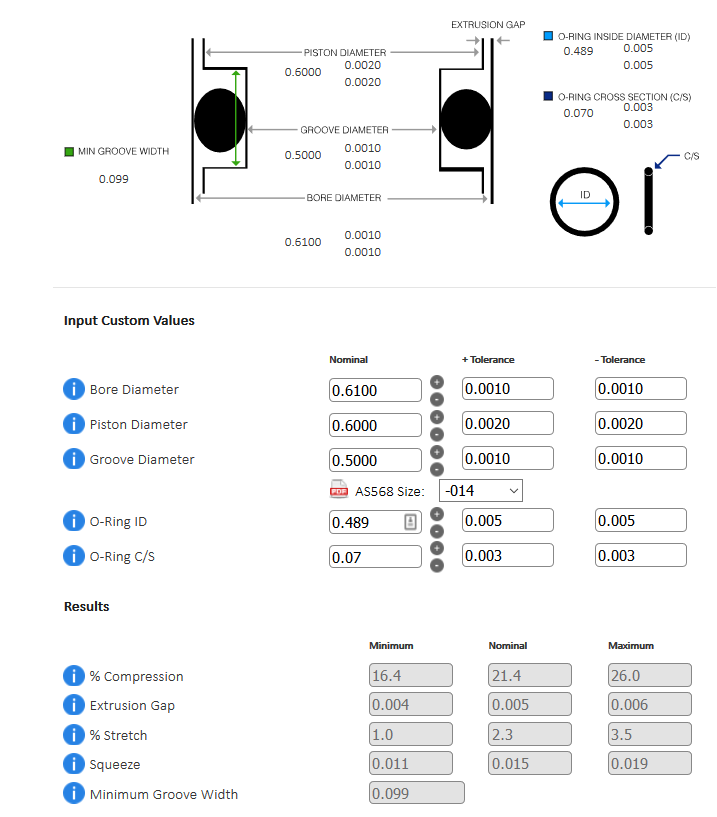 EXTRUSION GAP
O-RING INSIDE DIAMETER (ID)
0.489 0.005
0.005
PISTON DIAMETER
0.6000 0.0020
0.0020
O-RING CROSS SECTION (C/S)
0.070 0.003
0.003
GROOVE DIAMETER
0.5000 0.0010
0.0010
MIN GROOVE WIDTH
0.099
C/S
ID
BORE DIAMETER
0.6100 0.0010
0.0010
Input Custom Values
Nominal + Tolerance - Tolerance
i Bore Diameter 0.6100 + - 0.0010 0.0010
i Piston Diameter 0.6000 + - 0.0020 0.0020
i Groove Diameter 0.5000 + - 0.0010 0.0010
PDF AS568 Size: -014
i O-Ring ID 0.489 + - 0.005 0.005
i O-Ring C/S 0.07 + - 0.003 0.003
Results
Minimum Nominal Maximum
i % Compression 16.4 21.4 26.0
i Extrusion Gap 0.004 0.005 0.006
i % Stretch 1.0 2.3 3.5
i Squeeze 0.011 0.015 0.019
i Minimum Groove Width 0.099